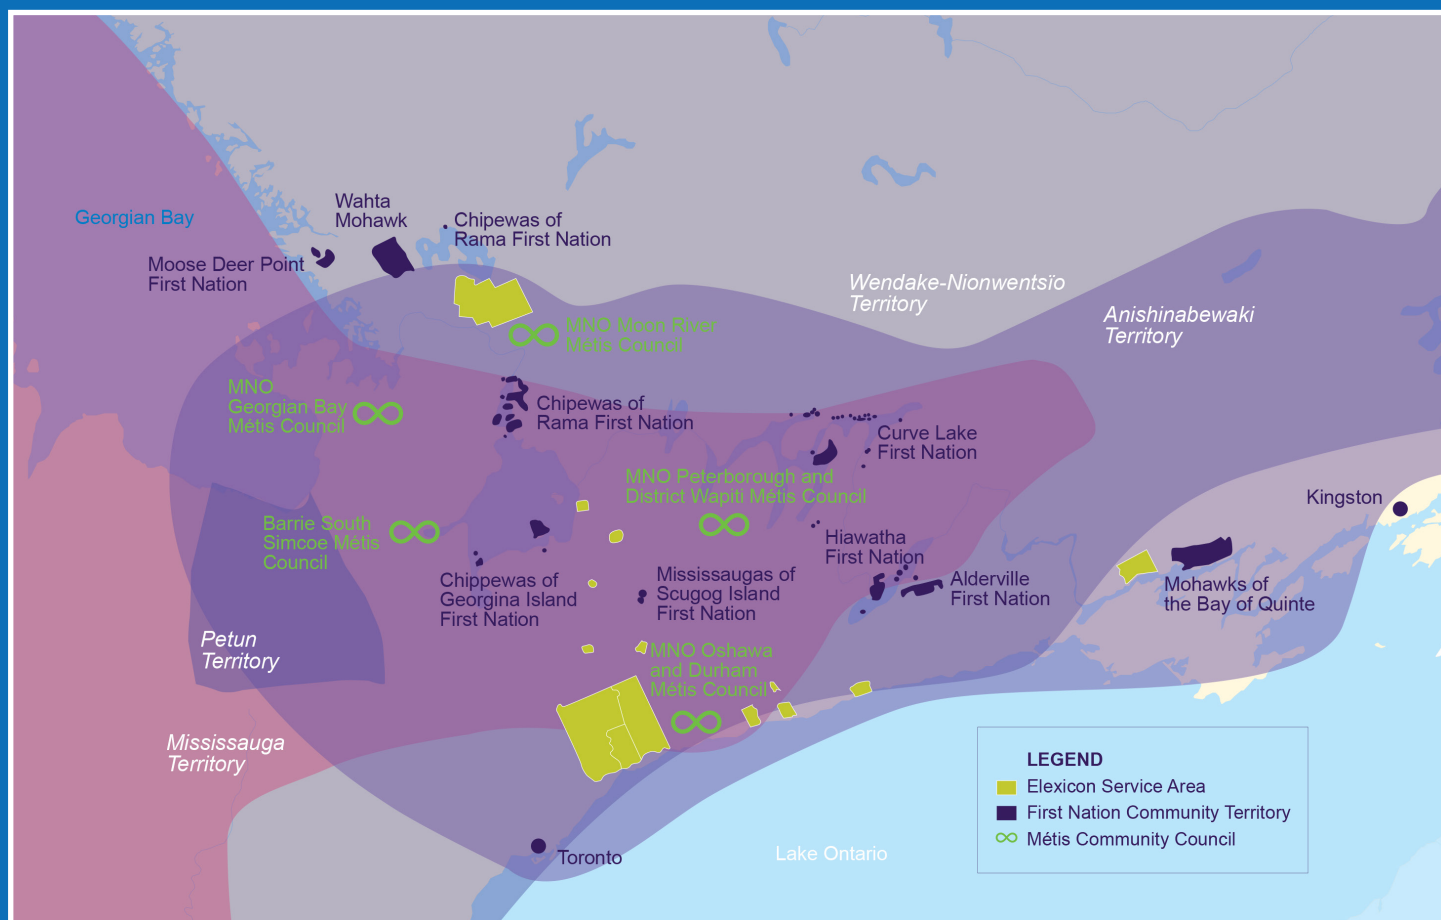 Wahta
Mohawk
Chipewas of
Rama First Nation
Georgian Bay
Moose Deer Point
First Nation
Wendake-Nionwentsïo
Territory
Anishinabewaki
Territory
MNO Moon River
Métis Council
MNO
Georgian Bay
Métis Council
Chipewas of
Rama First Nation
Curve Lake
First Nation
MNO Peterborough and
District Wapiti Métis Council
Kingston
Barrie South
Simcoe Métis
Council
Hiawatha
First Nation
Chippewas of
Georgina Island
First Nation
Mississaugas of
Scugog Island
First Nation
Alderville
First Nation
Mohawks of
the Bay of Quinte
Petun
Territory
MNO Oshawa
and Durham
Métis Council
Mississauga
Territory
Toronto
Lake Ontario
LEGEND
Elexicon Service Area
First Nation Community Territory
Métis Community Council